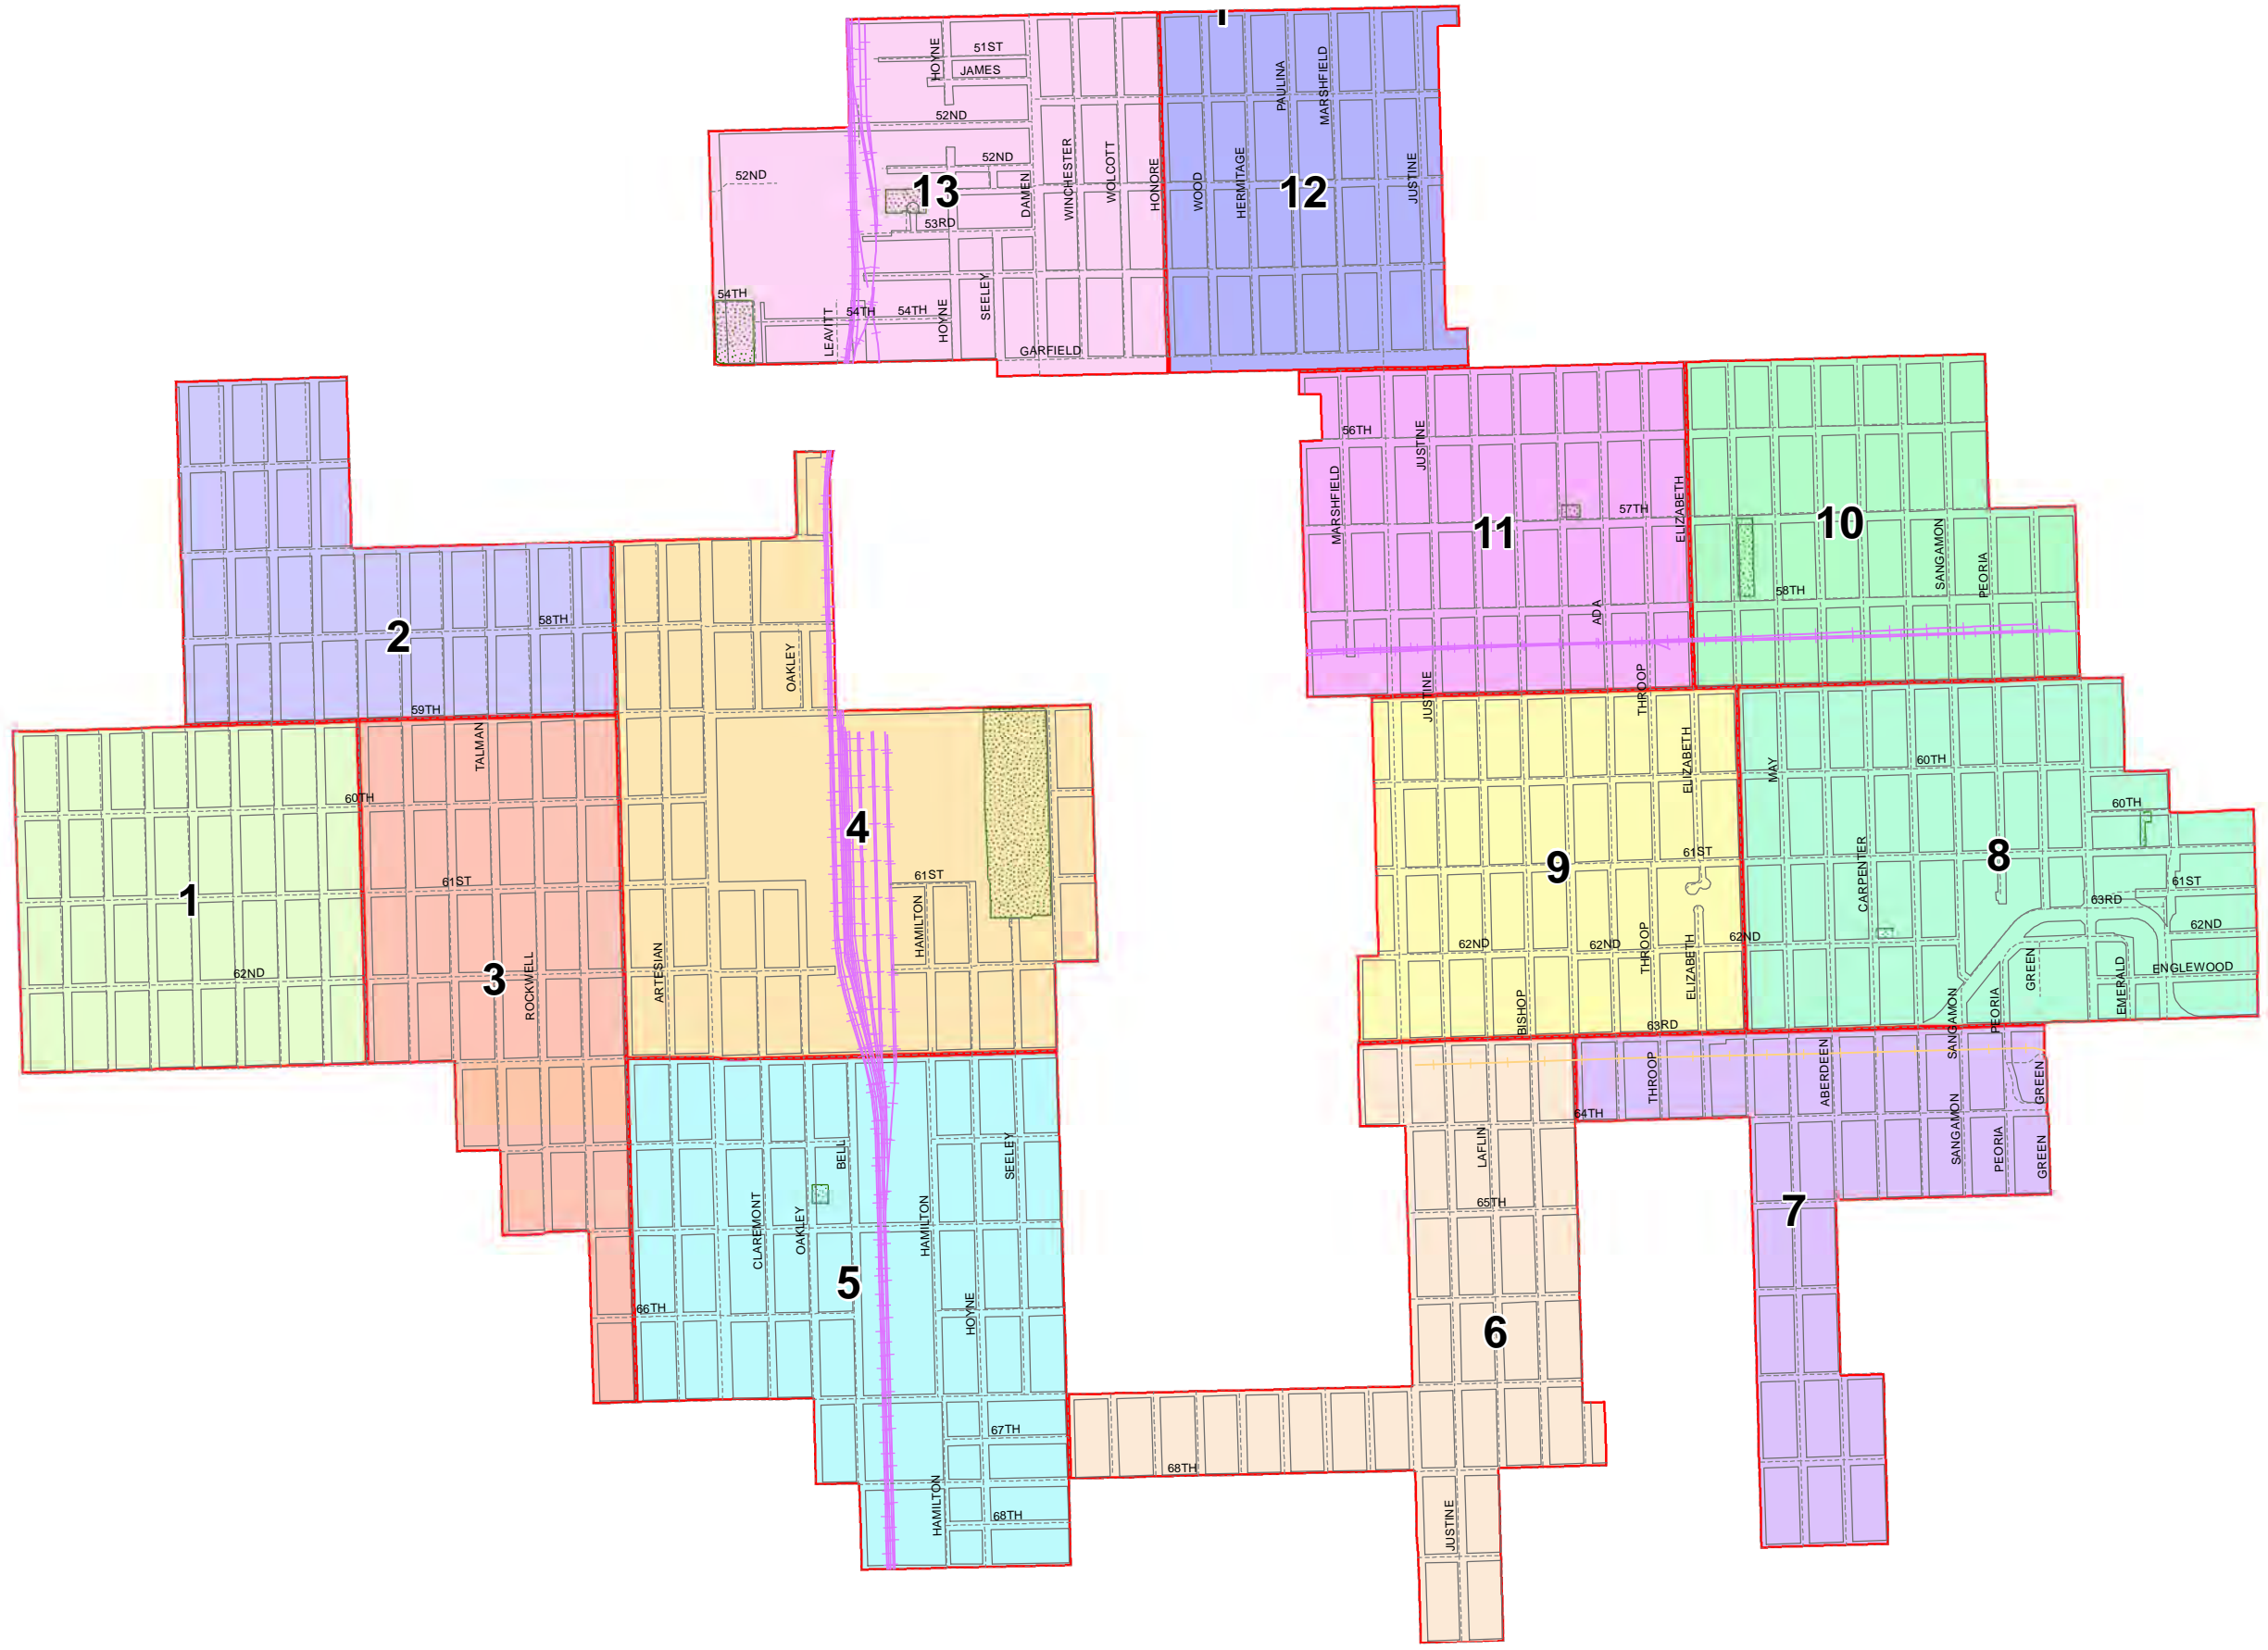 51ST
HOYNE
JAMES
PAULINA
MARSHFIELD
52ND
52ND
52ND
13
12
DAMEN
WINCHESTER
WOLCOTT
HONORE
WOOD
HERMITAGE
JUSTINE
53RD
54TH
54TH
54TH
LEAVITT
HOYNE
SEELEY
GARFIELD
56TH
JUSTINE
MARSHFIELD
57TH
ELIZABETH
11
10
SANGAMON
PEORIA
58TH
ADA
58TH
2
OAKLEY
59TH
JUSTINE
THROOP
TALMAN
ELIZABETH
MAY
60TH
60TH
60TH
4
61ST
9
8
61ST
1
61ST
61ST
CARPENTER
63RD
HAMILTON
62ND
62ND
62ND
62ND
THROOP
ELIZABETH
62ND
3
ROCKWELL
ARTESIAN
GREEN
ENGLEWOOD
EMERALD
BISHOP
63RD
SANGAMON
PEORIA
THROOP
ABERDEEN
GREEN
64TH
LAFLIN
SANGAMON
PEORIA
GREEN
BELL
SEELEY
65TH
7
CLAREMONT
OAKLEY
HAMILTON
5
66TH
HOYNE
6
67TH
68TH
HAMILTON
68TH
JUSTINE